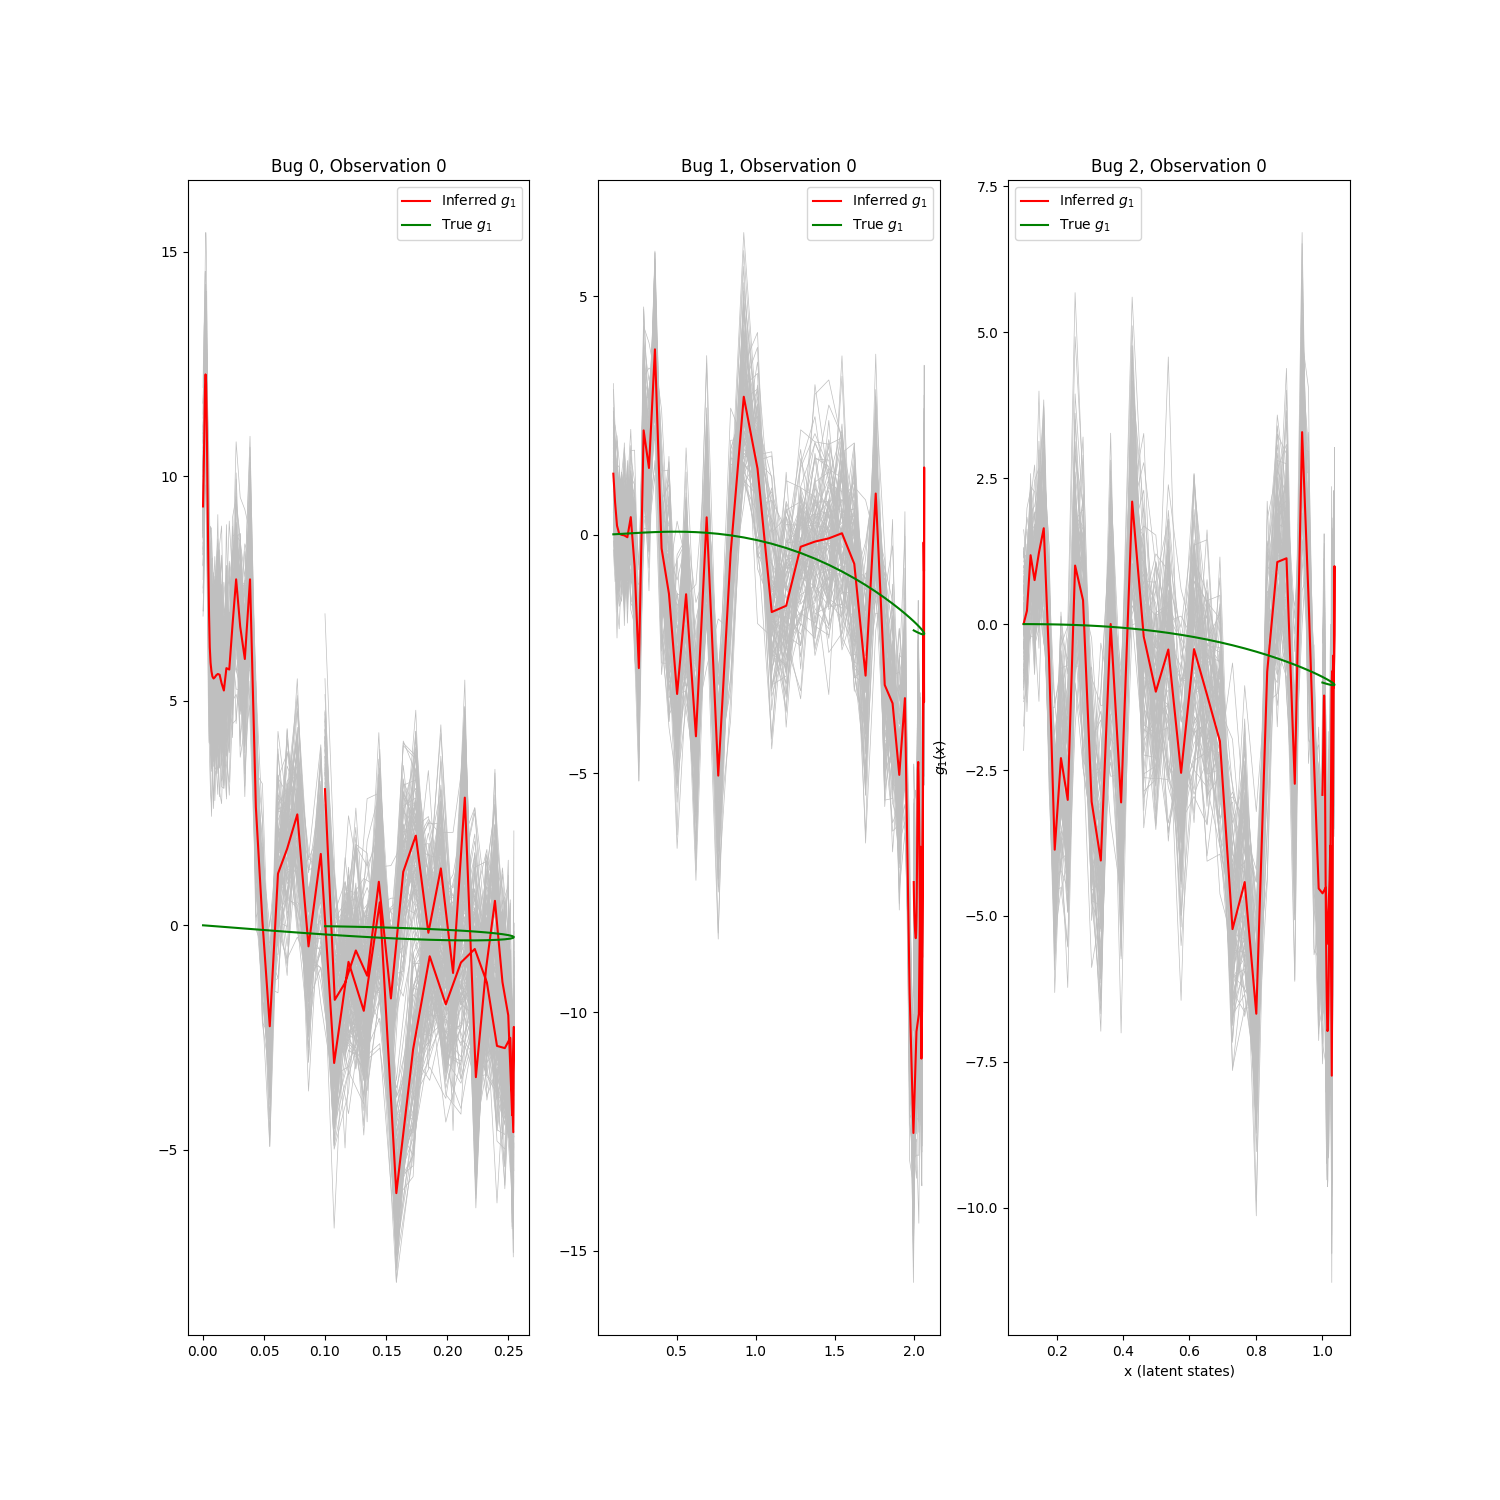 Bug 0, Observation 0
Inferred g₁
True g₁
15
10
5
0
−5
0.00 0.05 0.10 0.15 0.20 0.25
Bug 1, Observation 0
Inferred g₁
True g₁
5
0
−5
−10
−15
0.5 1.0 1.5 2.0
Bug 2, Observation 0
Inferred g₁
True g₁
g₁(x)
7.5
5.0
2.5
0.0
−2.5
−5.0
−7.5
−10.0
0.2 0.4 0.6 0.8 1.0
x (latent states)